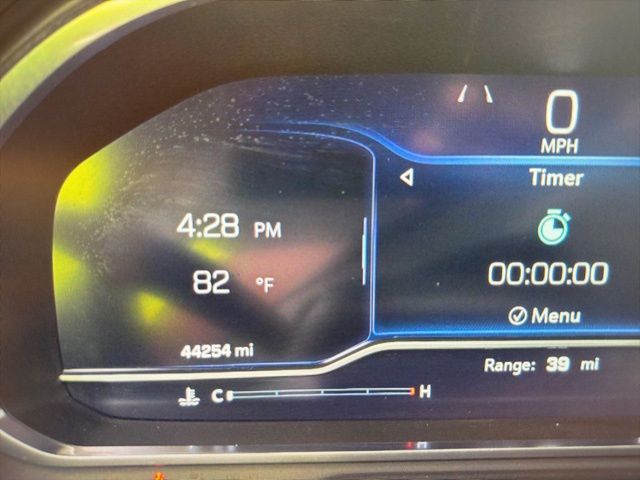 0
MPH
Timer
4:28 PM
82 °F
00:00:00
Menu
44254 mi
Range: 39 mi
C H